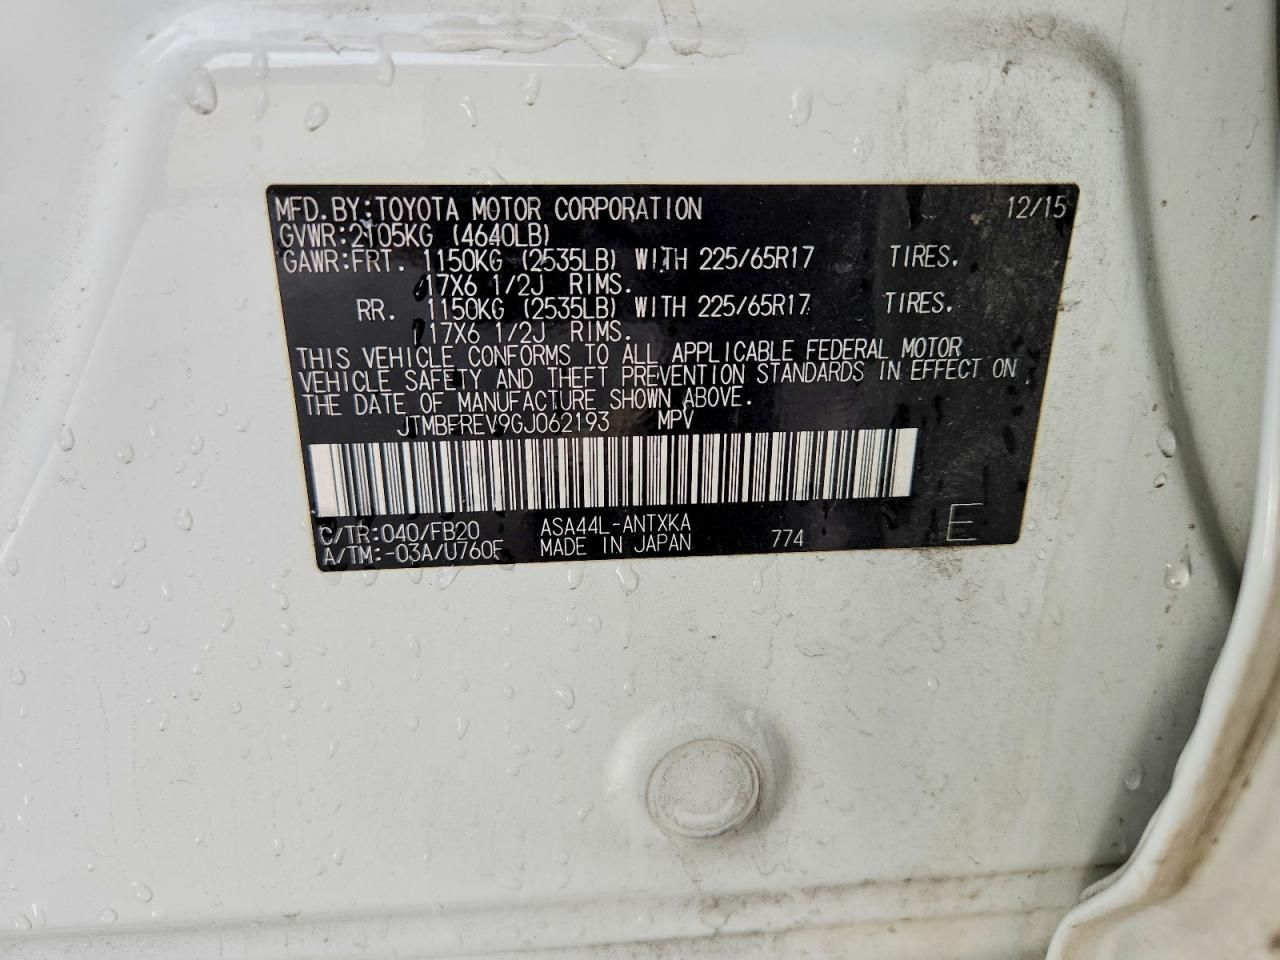 MFD. BY: TOYOTA MOTOR CORPORATION 12/15
GVWR: 2105KG (4640LB)
GAWR: FRT. 1150KG (2535LB) WITH 225/65R17 TIRES,
17X6 1/2J RIMS.
RR. 1150KG (2535LB) WITH 225/65R17 TIRES,
17X6 1/2J RIMS.
THIS VEHICLE CONFORMS TO ALL APPLICABLE FEDERAL MOTOR
VEHICLE SAFETY AND THEFT PREVENTION STANDARDS IN EFFECT ON
THE DATE OF MANUFACTURE SHOWN ABOVE.
JTMBFREV9GJ062193 MPV
C/TR: 040/FB20 ASA44L-ANTXKA
A/TM: -03A/U760F MADE IN JAPAN 774 E